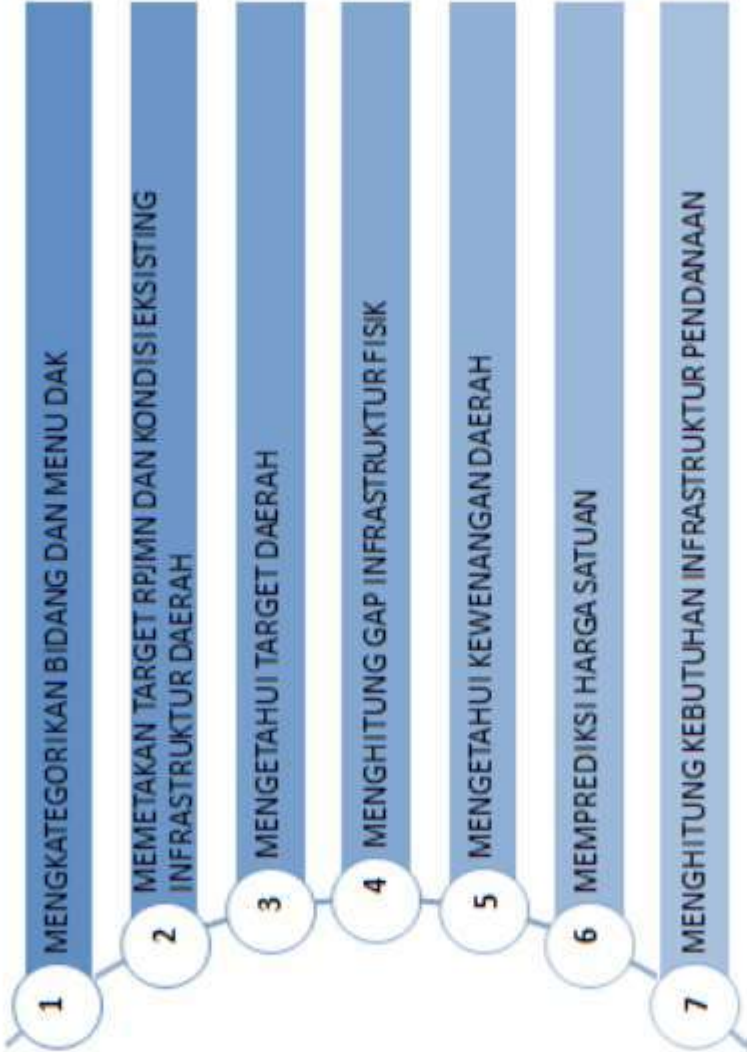 1
MENGKATEGORIKAN BIDANG DAN MENU DAK
2
MEMETAKAN TARGET RPJMN DAN KONDISI EKSISTING
INFRASTRUKTUR DAERAH
3
MENGETAHUI TARGET DAERAH
4
MENGHITUNG GAP INFRASTRUKTUR FISIK
5
MENGETAHUI KEWENANGAN DAERAH
6
MEMPREDIKSI HARGA SATUAN
7
MENGHITUNG KEBUTUHAN INFRASTRUKTUR PENDANAAN